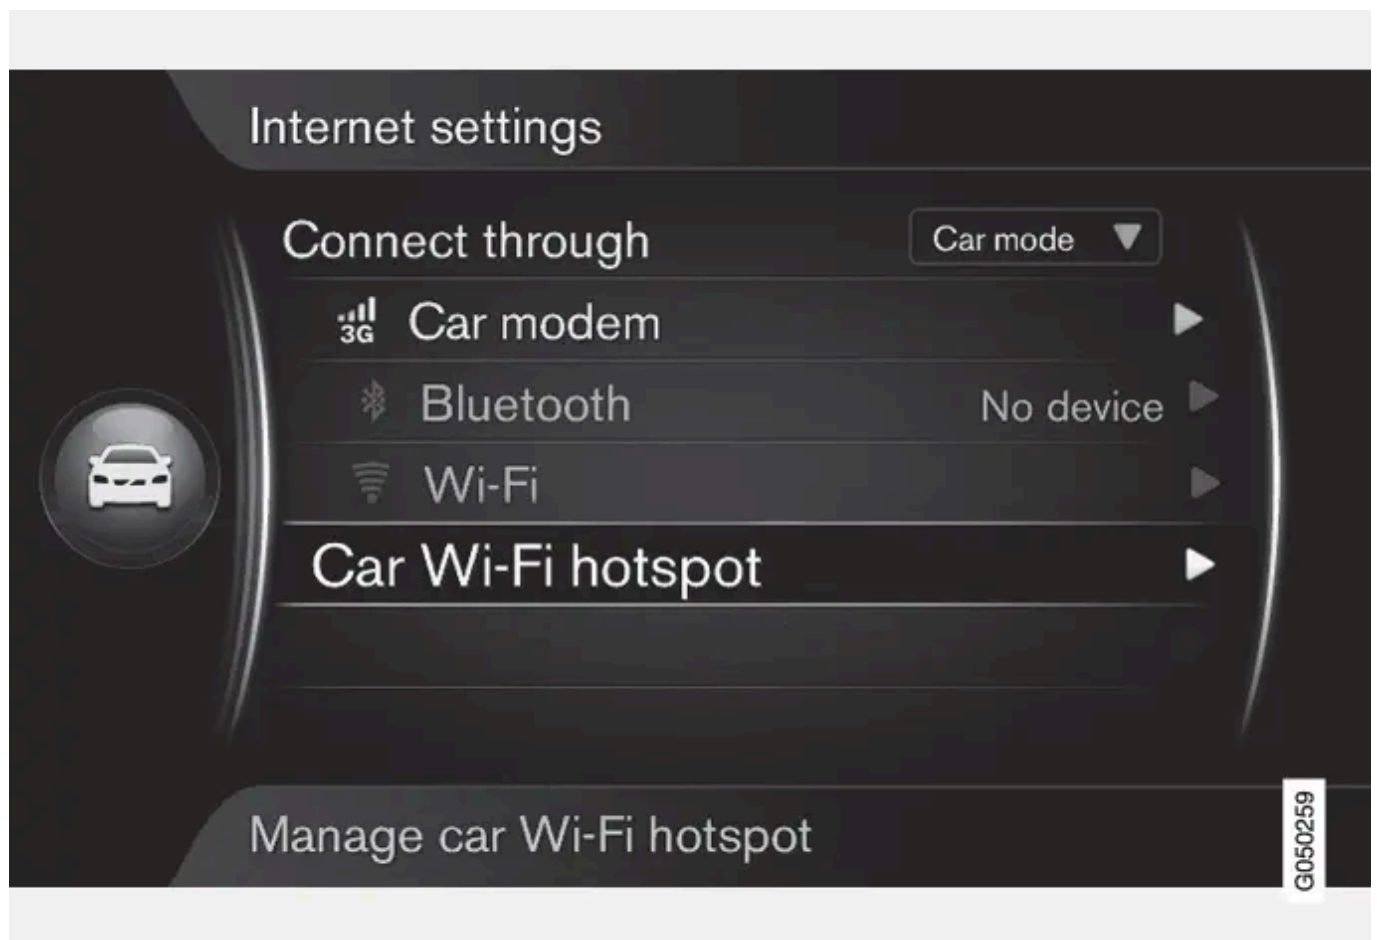 Internet settings
Connect through Car mode
3G Car modem
Bluetooth No device
Wi-Fi
Car Wi-Fi hotspot
Manage car Wi-Fi hotspot
G050259